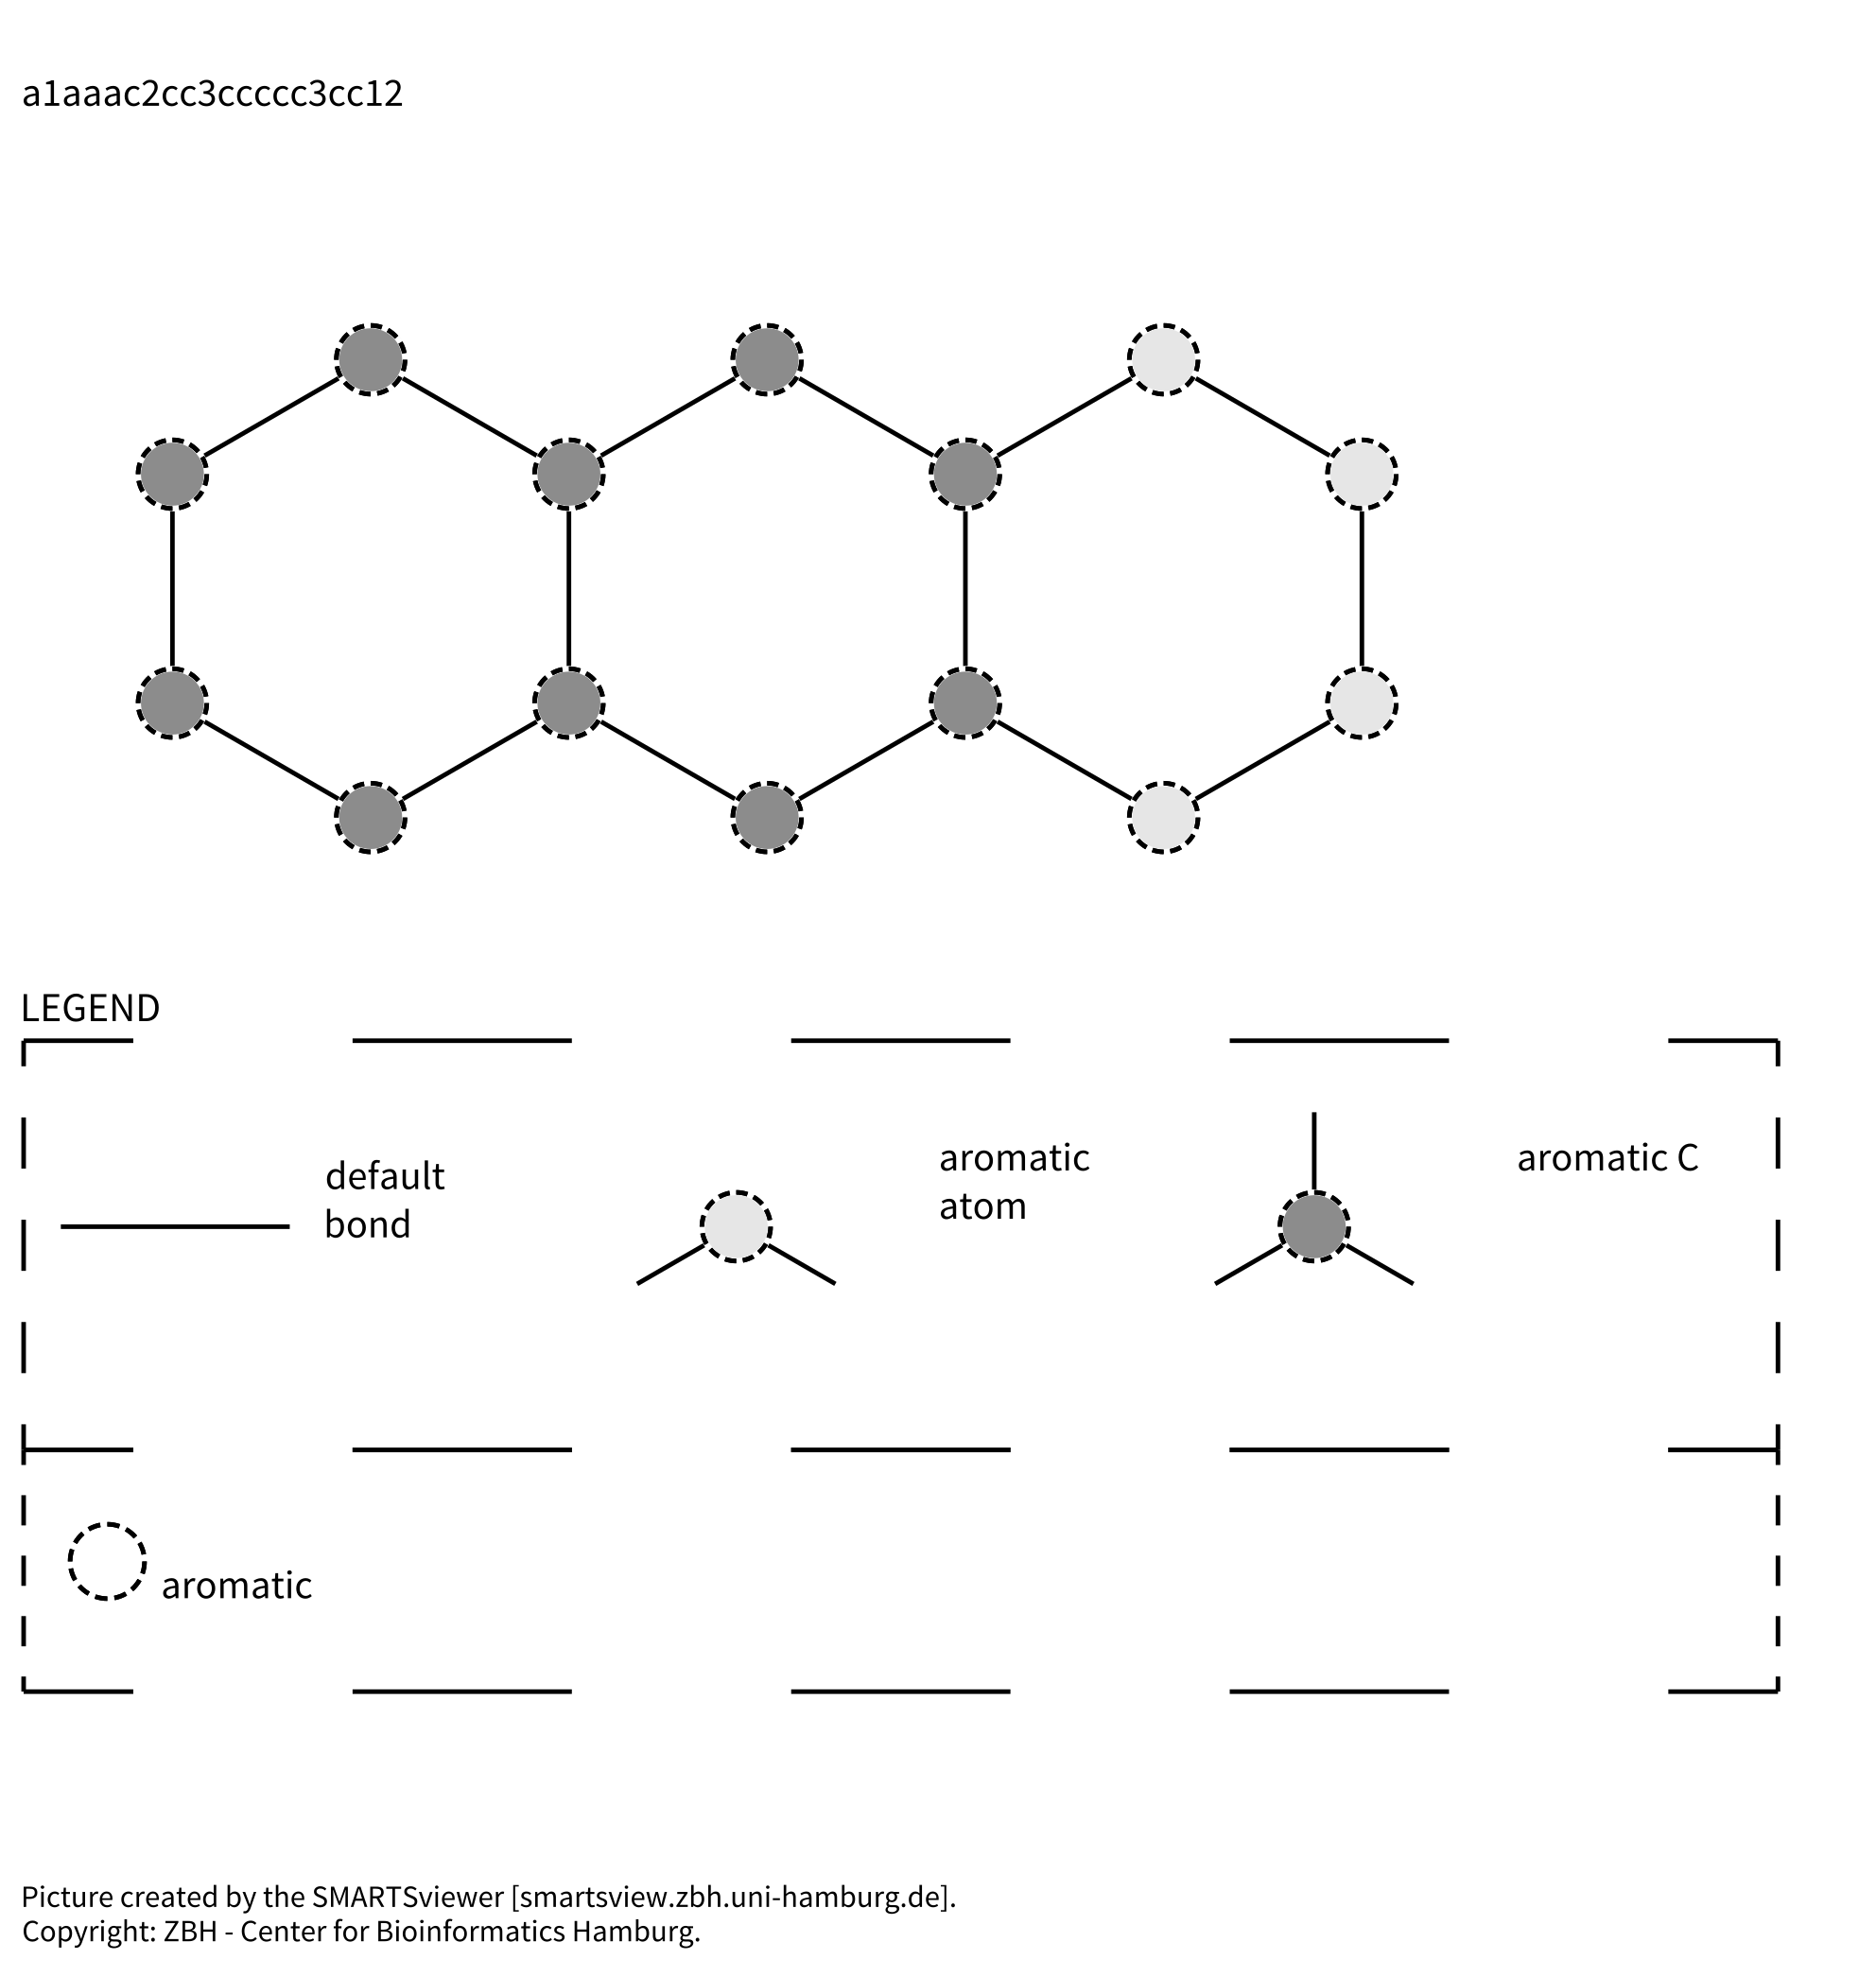 a1aaac2cc3ccccc3cc12
LEGEND
default
bond
aromatic
atom
aromatic C
aromatic
Picture created by the SMARTSviewer [smartsview.zbh.uni-hamburg.de].
Copyright: ZBH - Center for Bioinformatics Hamburg.